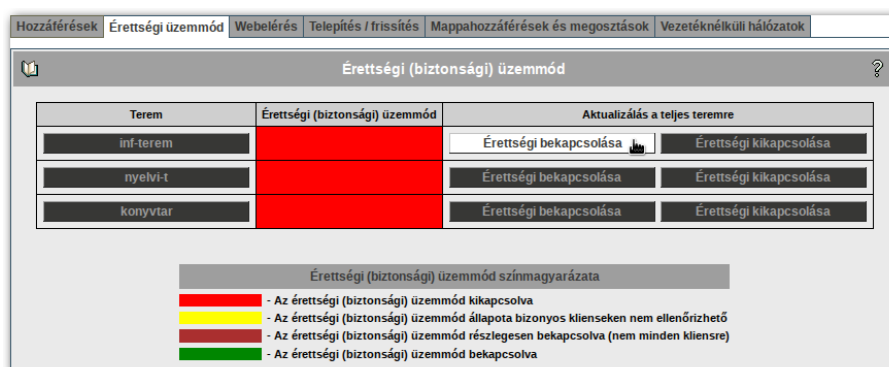 Hozzáférések Érettségi üzemmód Webelérés Telepítés / frissítés Mappahozzáférések és megosztások Vezetéknélküli hálózatok
Érettségi (biztonsági) üzemmód ?
Terem Érettségi (biztonsági) üzemmód Aktualizálás a teljes teremre
inf-terem Érettségi bekapcsolása Érettségi kikapcsolása
nyelvi-t Érettségi bekapcsolása Érettségi kikapcsolása
konyvtar Érettségi bekapcsolása Érettségi kikapcsolása
Érettségi (biztonsági) üzemmód színmagyarázata
- Az érettségi (biztonsági) üzemmód kikapcsolva
- Az érettségi (biztonsági) üzemmód állapota bizonyos klienseken nem ellenőrizhető
- Az érettségi (biztonsági) üzemmód részlegesen bekapcsolva (nem minden kliensre)
- Az érettségi (biztonsági) üzemmód bekapcsolva